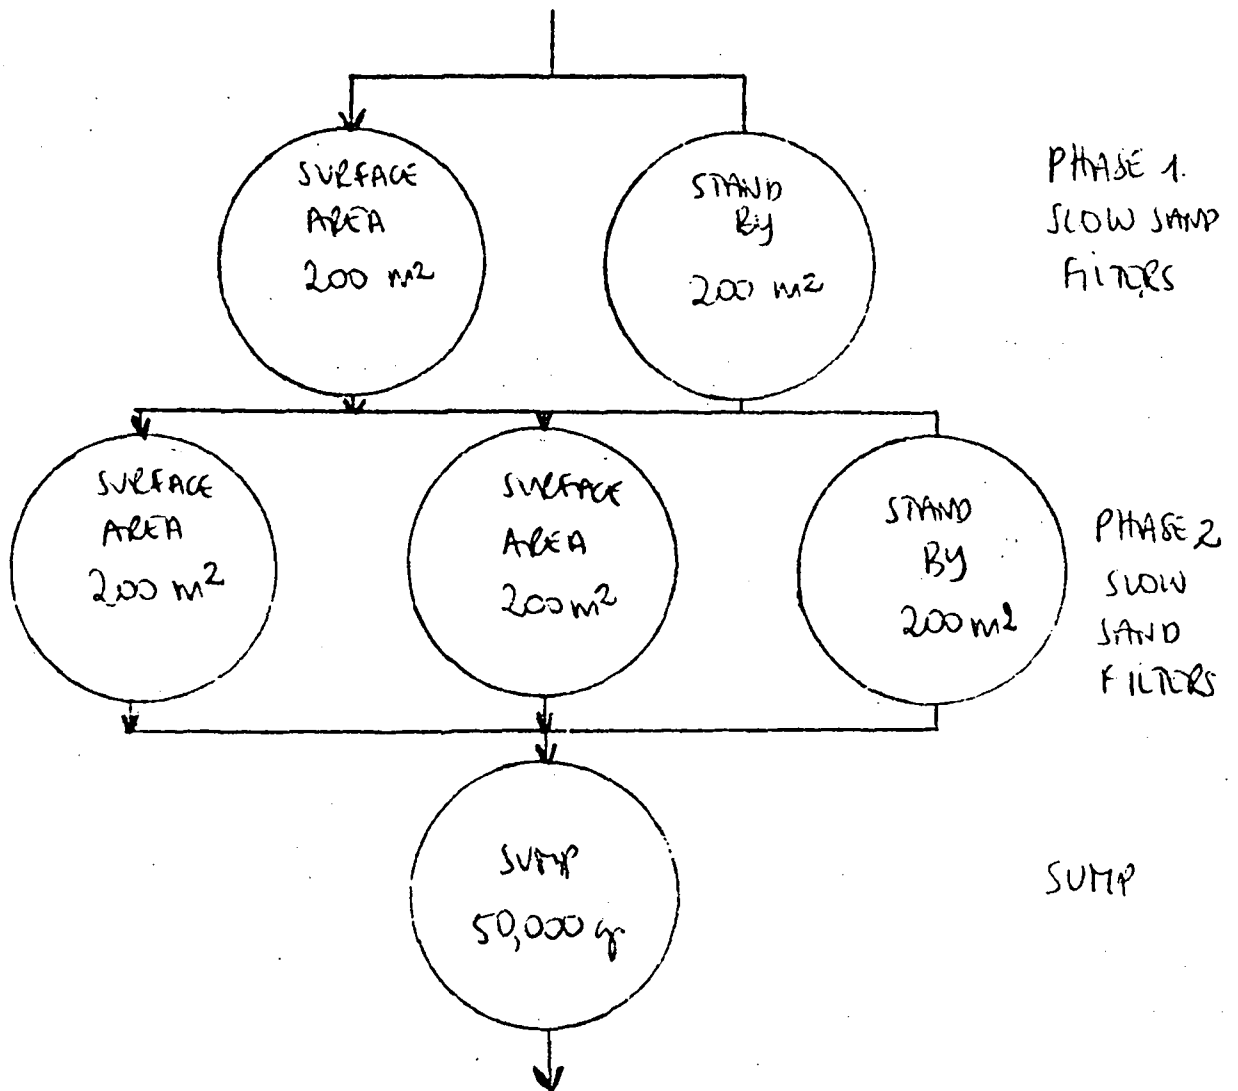 SURFACE
AREA
200 m²
STAND
By
200 m²
PHASE 1.
SLOW SAND
FILTERS
SURFACE
AREA
200 m²
SURFACE
AREA
200 m²
STAND
BY
200 m²
PHASE 2
SLOW
SAND
FILTERS
SUMP
50,000
SUMP